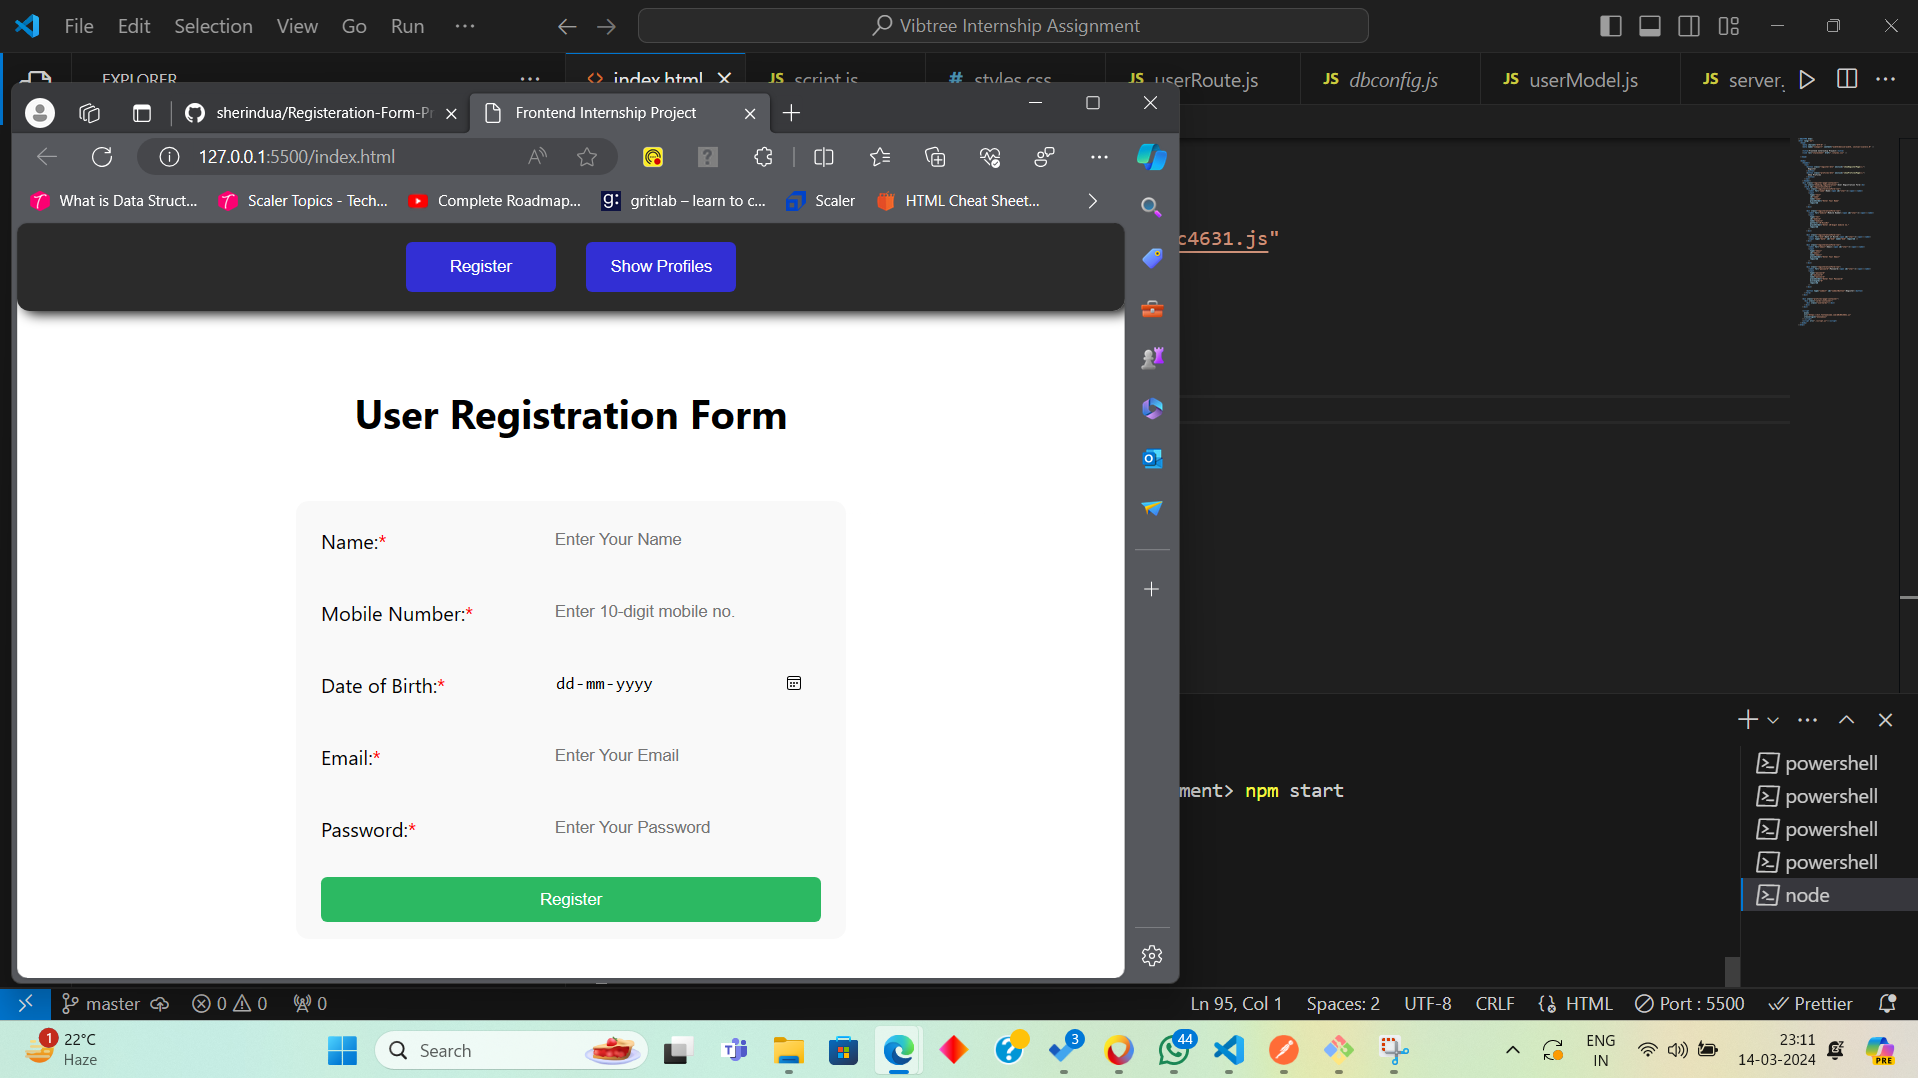 File Edit Selection View Go Run ···
Vibtree Internship Assignment
EXPLORER ···
<> index.html
JS script.js
# styles.css
JS userRoute.js
JS dbconfig.js
JS userModel.js
JS server.
sherindua/Registeration-Form-Pr
Frontend Internship Project
127.0.0.1:5500/index.html
What is Data Struct...
Scaler Topics - Tech...
Complete Roadmap...
g: grit:lab – learn to c...
Scaler
HTML Cheat Sheet...
Register
Show Profiles
c4631.js"
User Registration Form
Name:*
Enter Your Name
Mobile Number:*
Enter 10-digit mobile no.
Date of Birth:*
dd-mm-yyyy
Email:*
Enter Your Email
Password:*
Enter Your Password
Register
ment> npm start
powershell
powershell
powershell
powershell
node
master
0 0
0
Ln 95, Col 1
Spaces: 2
UTF-8
CRLF
HTML
Port : 5500
Prettier
1
22°C
Haze
Search
3
44
ENG
IN
23:11
14-03-2024
PRE